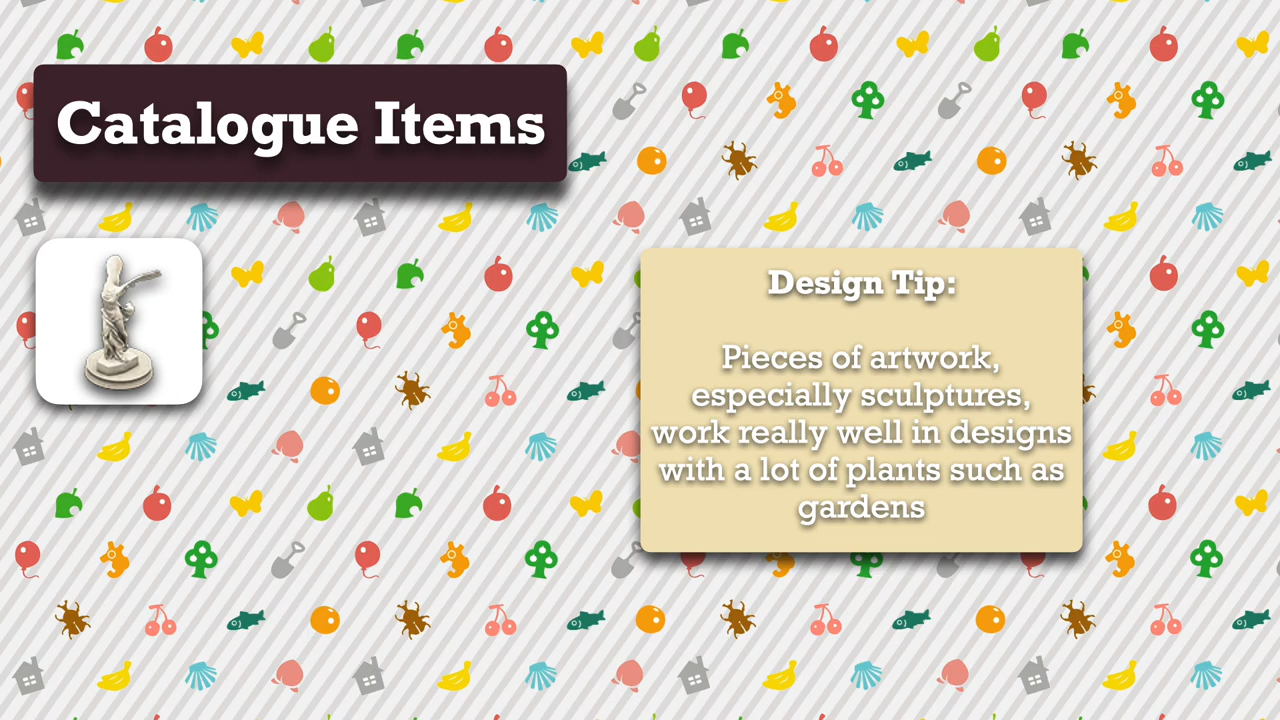 Catalogue Items
Design Tip:
Pieces of artwork,
especially sculptures,
work really well in designs
with a lot of plants such as
gardens